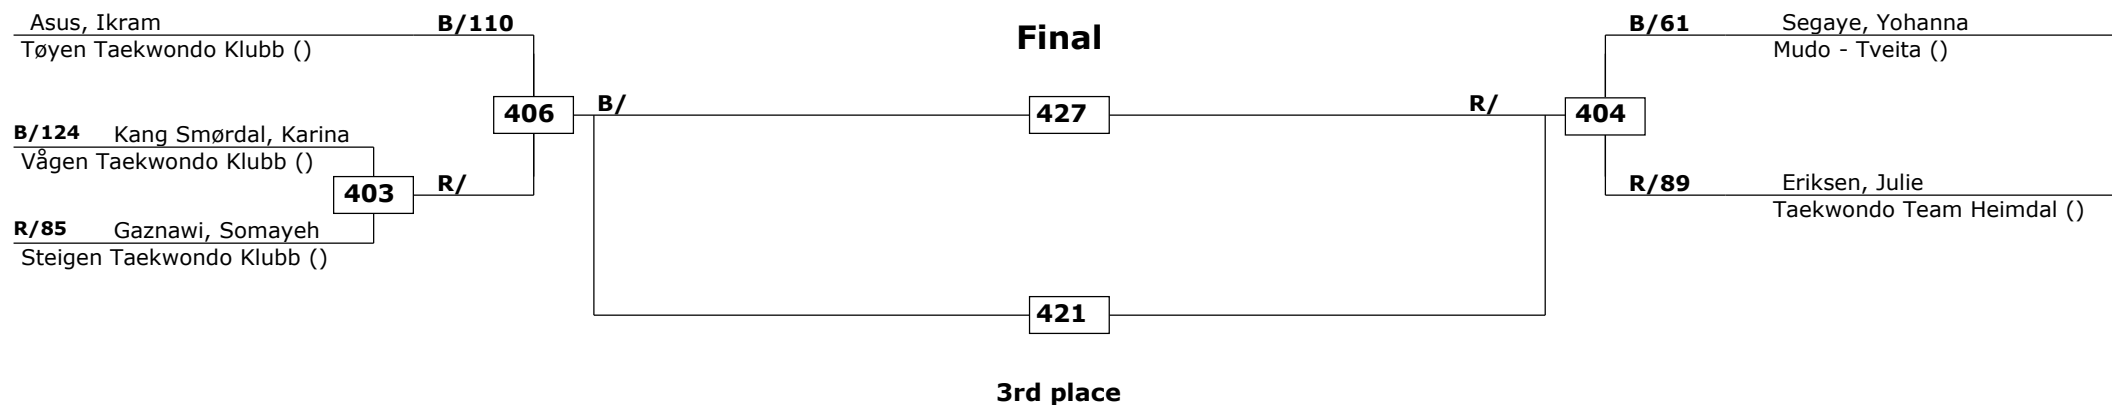 Asus, Ikram
B/110
Tøyen Taekwondo Klubb ()
Final
B/61
Segaye, Yohanna
Mudo - Tveita ()
406
B/
427
R/
404
B/124
Kang Smørdal, Karina
Vågen Taekwondo Klubb ()
403
R/
R/89
Eriksen, Julie
Taekwondo Team Heimdal ()
R/85
Gaznawi, Somayeh
Steigen Taekwondo Klubb ()
421
3rd place